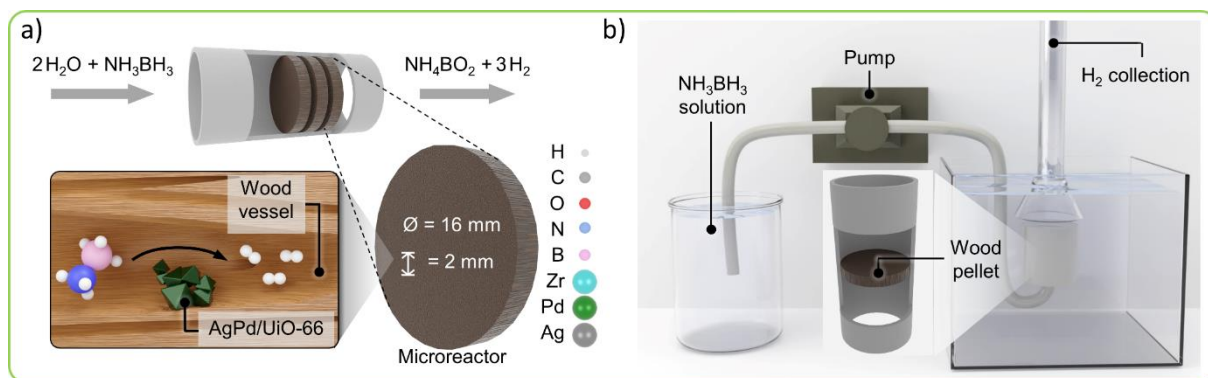 a)
2H₂O + NH₃BH₃
NH₄BO₂ + 3H₂
Wood
vessel
AgPd/UiO-66
Ø = 16 mm
= 2 mm
Microreactor
H
C
O
N
B
Zr
Pd
Ag
b)
NH₃BH₃
solution
Pump
H₂ collection
Wood
pellet